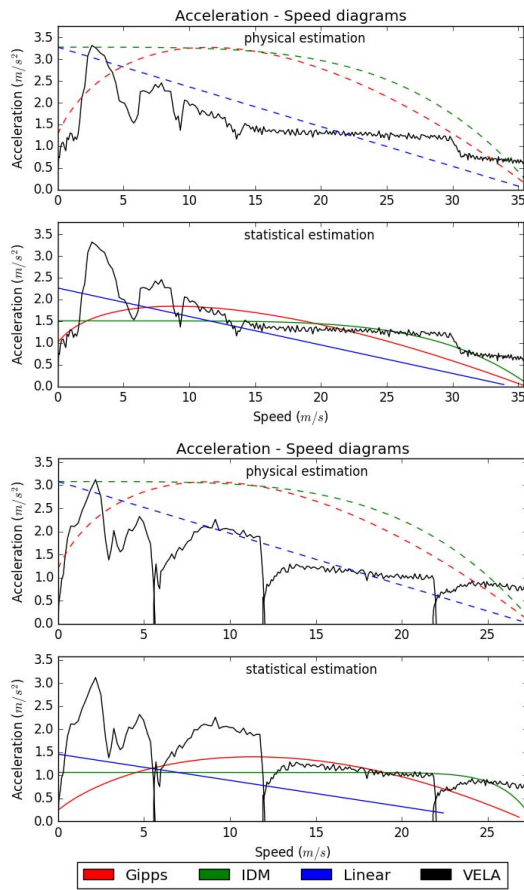 Acceleration - Speed diagrams
physical estimation
Acceleration (m/s²)
3.5
3.0
2.5
2.0
1.5
1.0
0.5
0.0
0 5 10 15 20 25 30 35
statistical estimation
Acceleration (m/s²)
3.5
3.0
2.5
2.0
1.5
1.0
0.5
0.0
0 5 10 15 20 25 30 35
Speed (m/s)
Acceleration - Speed diagrams
physical estimation
Acceleration (m/s²)
3.5
3.0
2.5
2.0
1.5
1.0
0.5
0.0
0 5 10 15 20 25
statistical estimation
Acceleration (m/s²)
3.5
3.0
2.5
2.0
1.5
1.0
0.5
0.0
0 5 10 15 20 25
Speed (m/s)
Gipps IDM Linear VELA